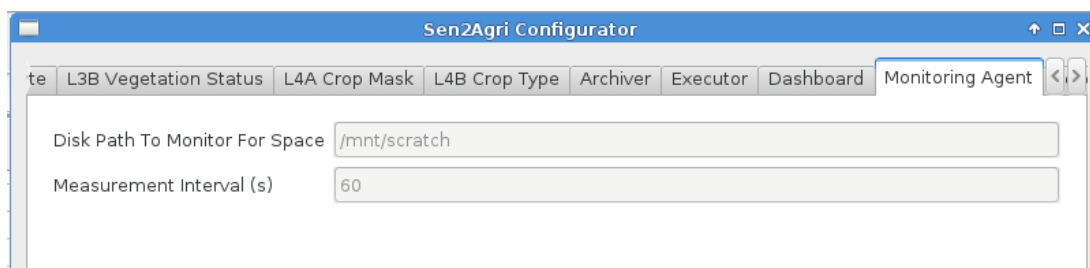 Sen2Agri Configurator
te L3B Vegetation Status L4A Crop Mask L4B Crop Type Archiver Executor Dashboard Monitoring Agent
Disk Path To Monitor For Space /mnt/scratch
Measurement Interval (s) 60